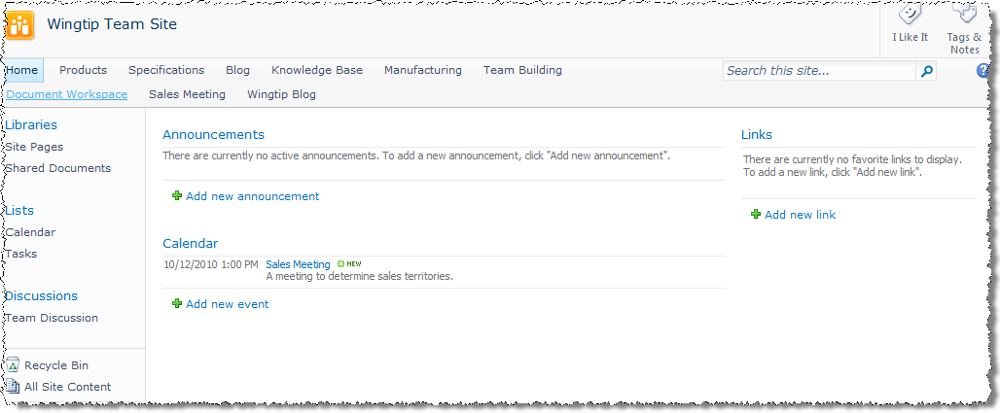 Wingtip Team Site
I Like It
Tags &
Notes
Home Products Specifications Blog Knowledge Base Manufacturing Team Building
Search this site...
Document Workspace Sales Meeting Wingtip Blog
Libraries
Site Pages
Shared Documents
Lists
Calendar
Tasks
Discussions
Team Discussion
Recycle Bin
All Site Content
Announcements
There are currently no active announcements. To add a new announcement, click "Add new announcement".
Add new announcement
Calendar
10/12/2010 1:00 PM Sales Meeting NEW
A meeting to determine sales territories.
Add new event
Links
There are currently no favorite links to display.
To add a new link, click "Add new link".
Add new link